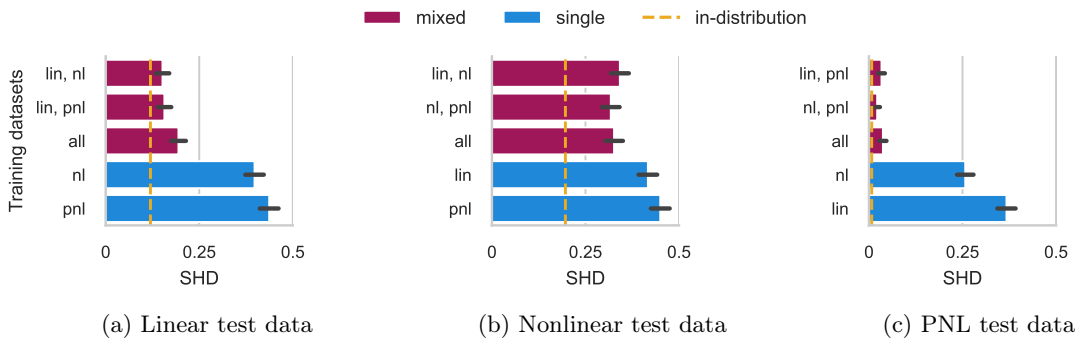 mixed single in-distribution
Training datasets
lin, nl
lin, pnl
all
nl
pnl
0 0.25 0.5
SHD
(a) Linear test data
lin, nl
nl, pnl
all
lin
pnl
0 0.25 0.5
SHD
(b) Nonlinear test data
lin, pnl
nl, pnl
all
nl
lin
0 0.25 0.5
SHD
(c) PNL test data